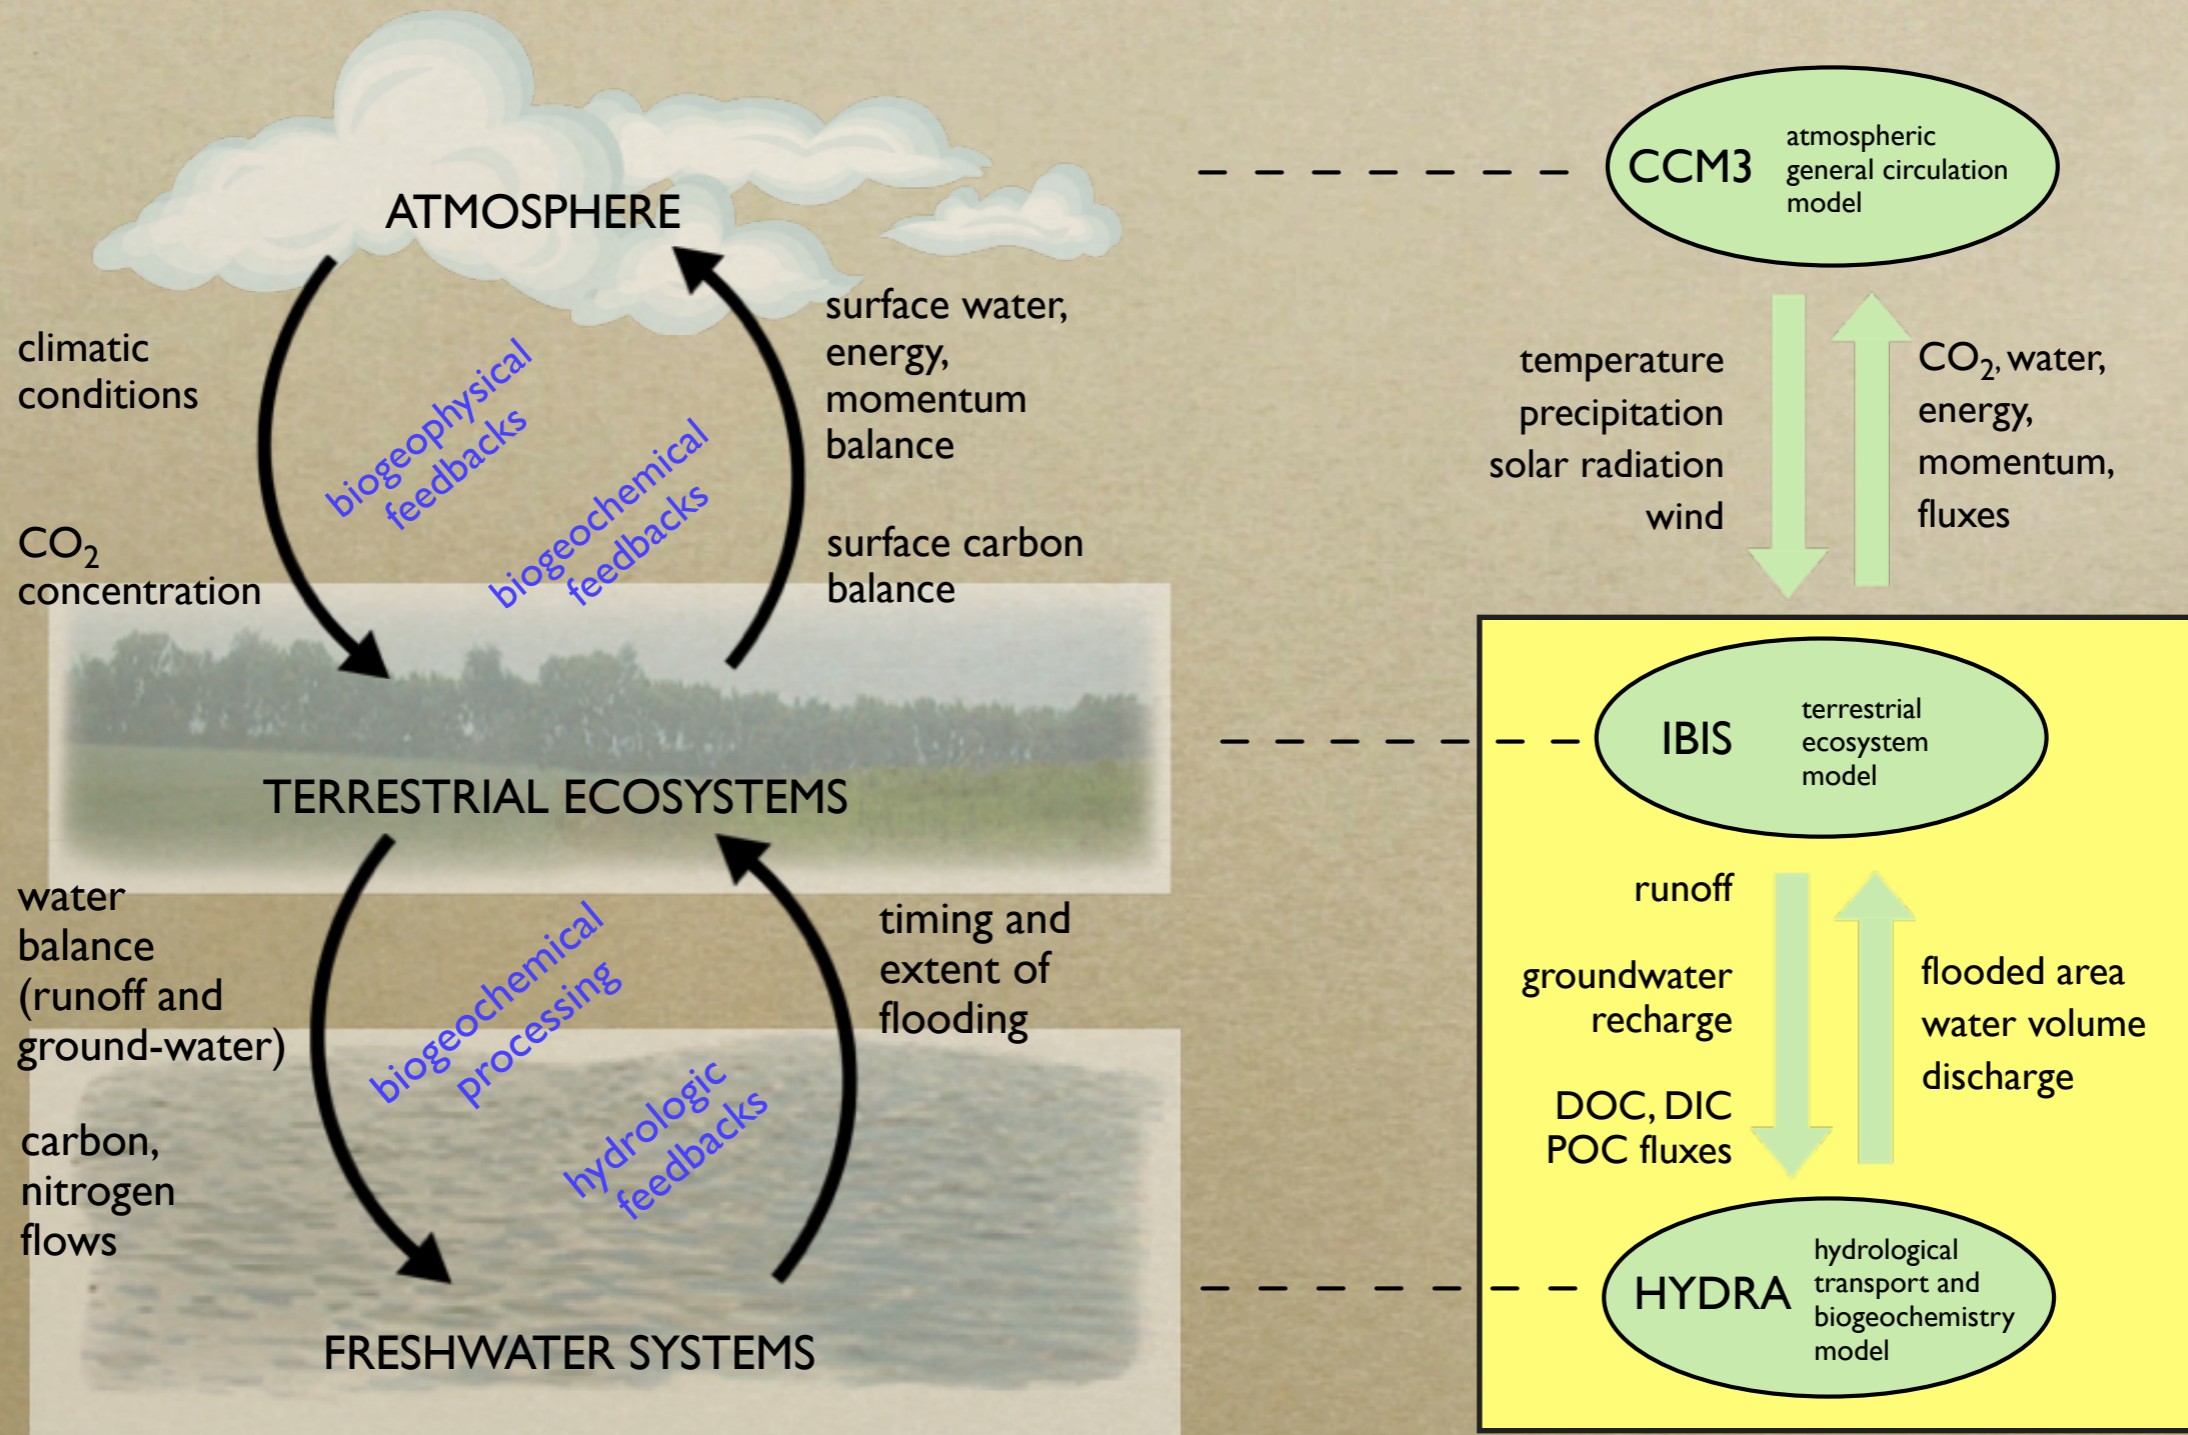 ATMOSPHERE
climatic
conditions
CO₂
concentration
biogeophysical
feedbacks
biogeochemical
feedbacks
surface water,
energy,
momentum
balance
surface carbon
balance
TERRESTRIAL ECOSYSTEMS
water
balance
(runoff and
ground-water)
carbon,
nitrogen
flows
biogeochemical
processing
hydrologic
feedbacks
timing and
extent of
flooding
FRESHWATER SYSTEMS
CCM3
atmospheric
general circulation
model
temperature
precipitation
solar radiation
wind
CO₂, water,
energy,
momentum,
fluxes
IBIS
terrestrial
ecosystem
model
runoff
groundwater
recharge
DOC, DIC
POC fluxes
flooded area
water volume
discharge
HYDRA
hydrological
transport and
biogeochemistry
model